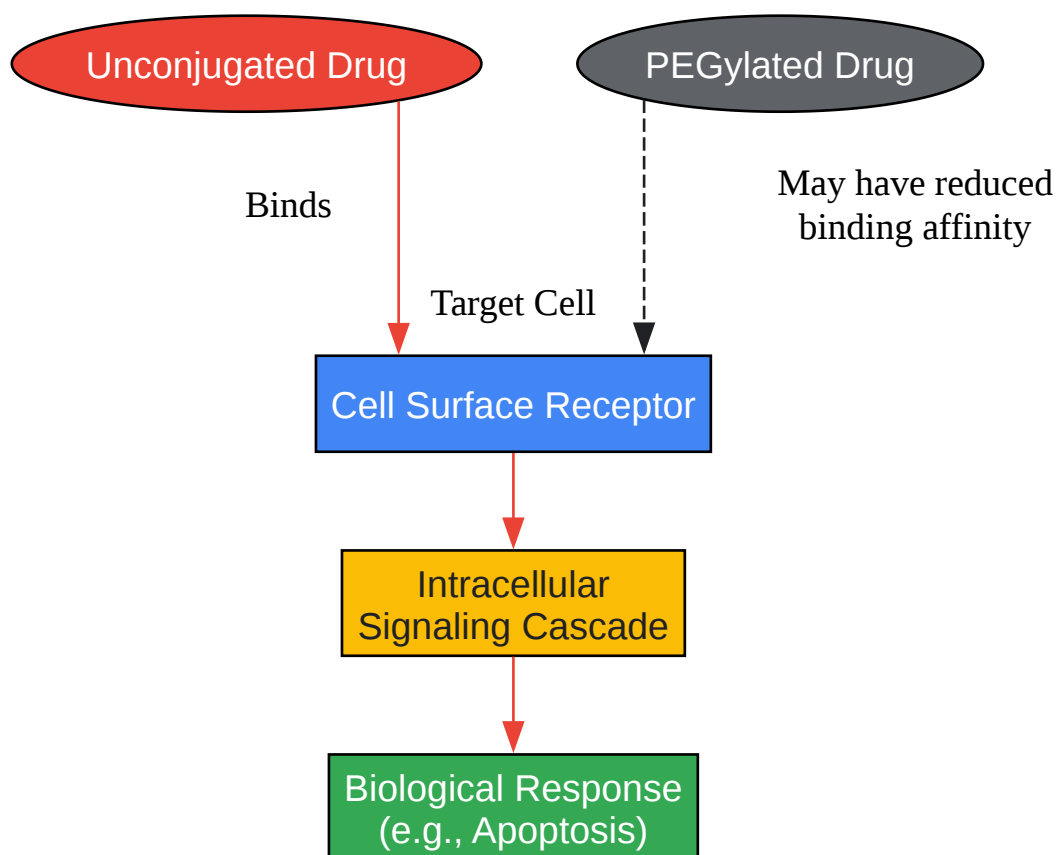 Unconjugated Drug
PEGylated Drug
Binds
May have reduced
binding affinity
Target Cell
Cell Surface Receptor
Intracellular
Signaling Cascade
Biological Response
(e.g., Apoptosis)